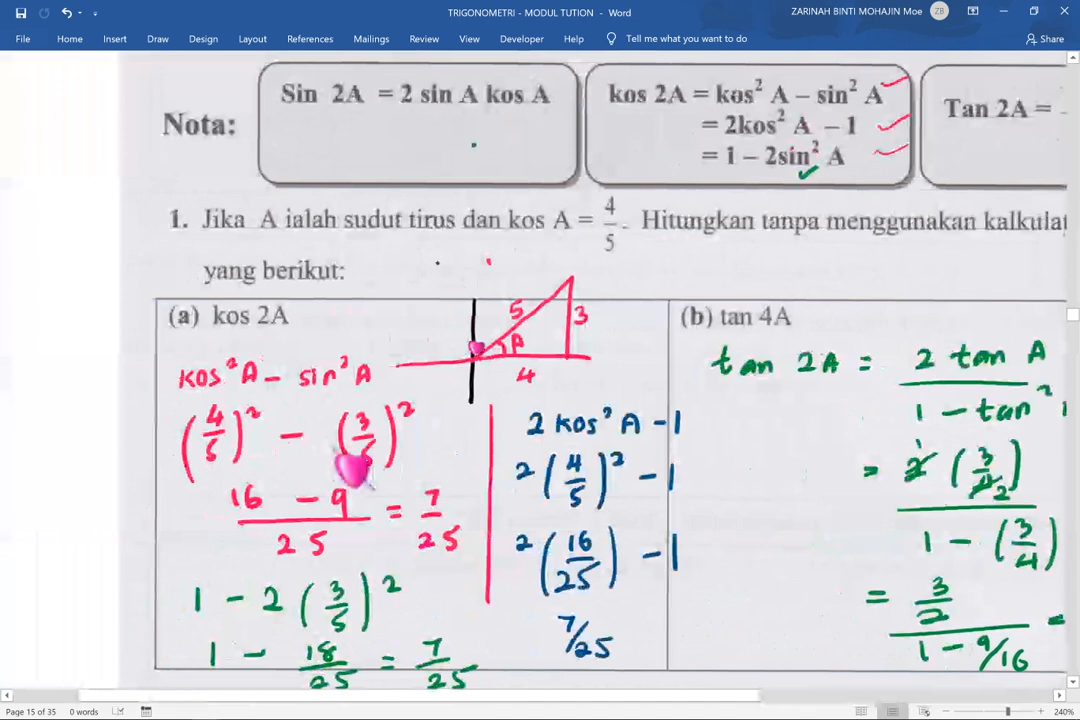 TRIGONOMETRI - MODUL TUTION - Word
ZARINAH BINTI MOHAJIN Moe
ZB
File Home Insert Draw Design Layout References Mailings Review View Developer Help Tell me what you want to do
Share
Nota:
Sin 2A = 2 sin A kos A
kos 2A = kos² A – sin² A
= 2kos² A – 1
= 1 – 2sin² A
Tan 2A =
1. Jika A ialah sudut tirus dan kos A = 4/5. Hitungkan tanpa menggunakan kalkulat
yang berikut:
(a) kos 2A
5
3
A
4
kos²A – sin²A
(4/5)² – (3/5)²
16 – 9 / 25 = 7/25
1 – 2 (3/5)²
1 – 18/25 = 7/25
2 kos² A – 1
2 (4/5)² – 1
2 (16/25) – 1
7/25
(b) tan 4A
tan 2A = 2 tan A / 1 – tan²
= 2 (3/4) / 1 – (3/4)
= 3/2 / 1 – 9/16 =
Page 15 of 35 0 words
240%